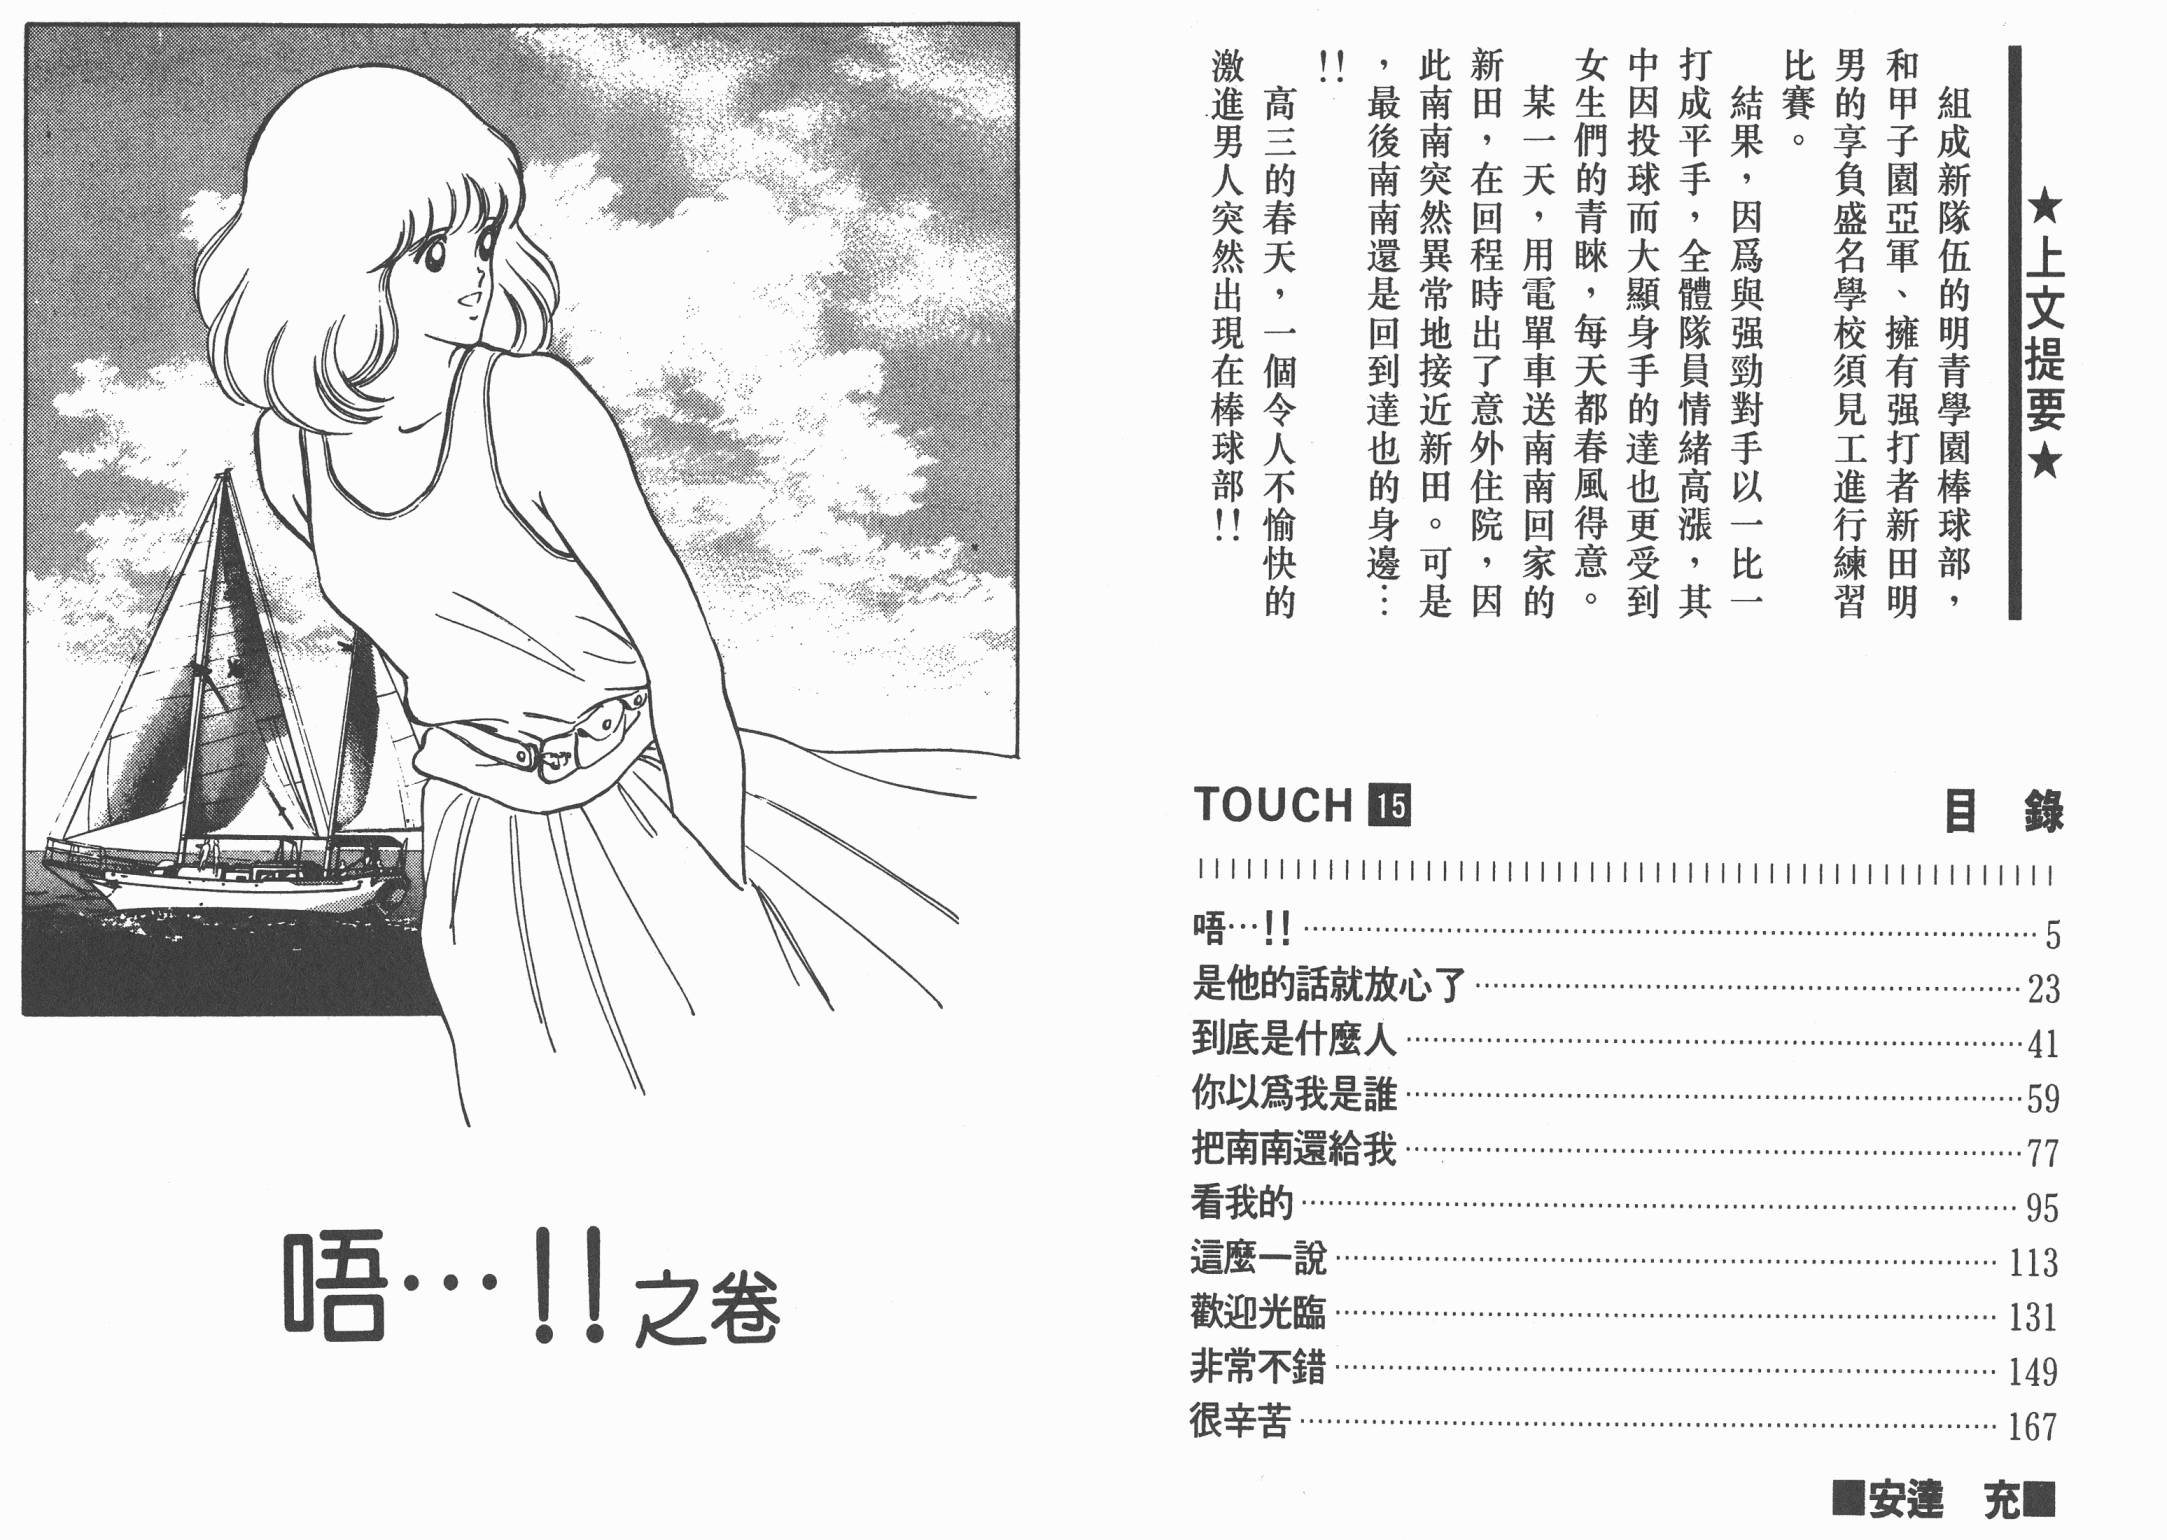 ★上文提要★
組成新隊伍的明青學園棒球部，
和甲子園亞軍、擁有强打者新田明
男的享負盛名學校須見工進行練習
比賽。
結果，因爲與强勁對手以一比一
打成平手，全體隊員情緒高漲，其
中因投球而大顯身手的達也更受到
女生們的青睞，每天都春風得意。
某一天，用電單車送南南回家的
新田，在回程時出了意外住院，因
此南南突然異常地接近新田。可是
，最後南南還是回到達也的身邊…
!!
高三的春天，一個令人不愉快的
激進男人突然出現在棒球部!!
TOUCH 15
目　錄
唔…!! 5
是他的話就放心了 23
到底是什麼人 41
你以爲我是誰 59
把南南還給我 77
看我的 95
這麼一說 113
歡迎光臨 131
非常不錯 149
很辛苦 167
■安達　充■
唔…!!之卷